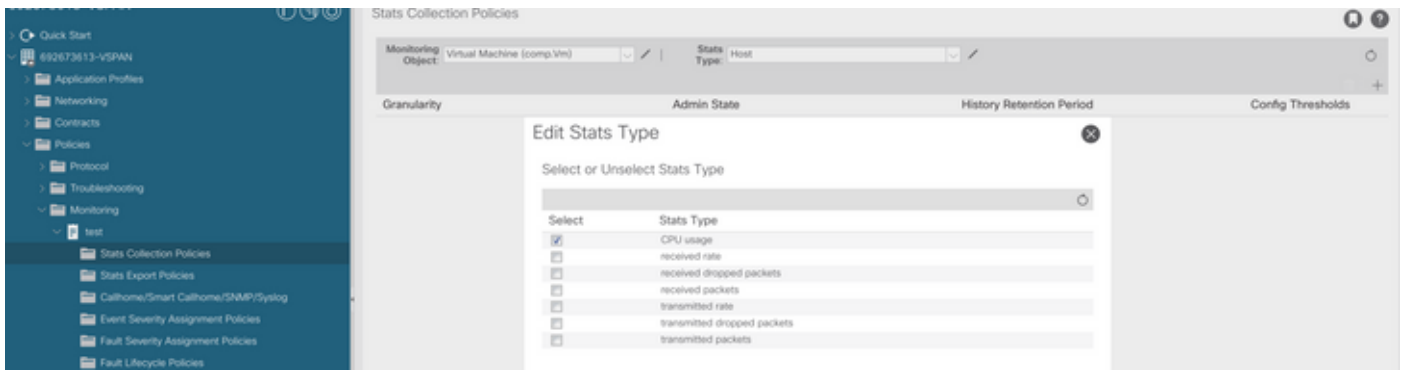 Quick Start
692673613-VSPAN
Application Profiles
Networking
Contracts
Policies
Protocol
Troubleshooting
Monitoring
test
Stats Collection Policies
Stats Export Policies
Callhome/Smart Callhome/SNMP/Syslog
Event Severity Assignment Policies
Fault Severity Assignment Policies
Fault Lifecycle Policies
Stats Collection Policies
Monitoring Object: Virtual Machine (comp.Vm)
Stats Type: Host
Granularity Admin State History Retention Period Config Thresholds
Edit Stats Type
Select or Unselect Stats Type
Select Stats Type
CPU usage
received rate
received dropped packets
received packets
transmitted rate
transmitted dropped packets
transmitted packets